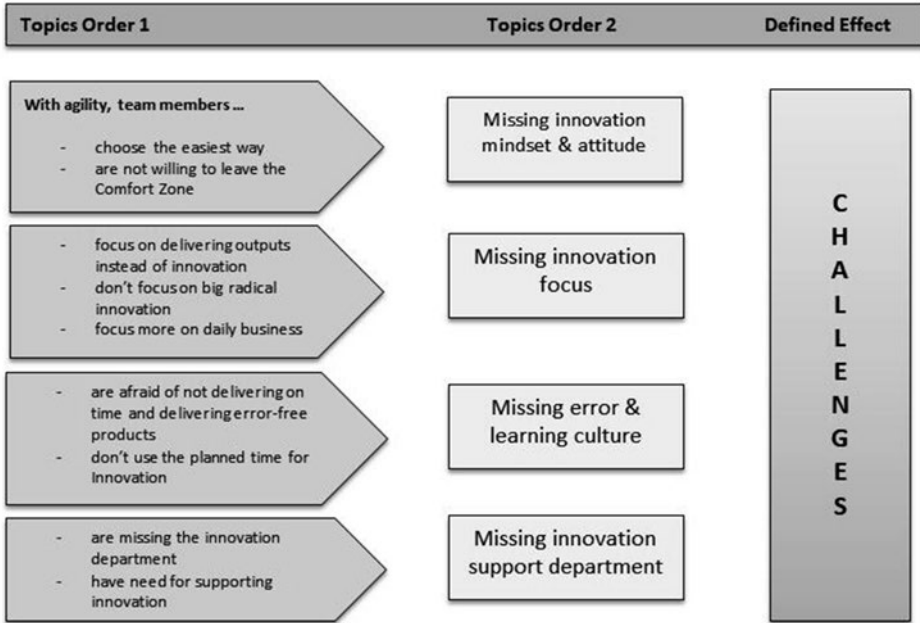 Topics Order 1 Topics Order 2 Defined Effect
With agility, team members ...
- choose the easiest way
- are not willing to leave the
Comfort Zone
Missing innovation
mindset & attitude
- focus on delivering outputs
instead of innovation
- don't focus on big radical
innovation
- focus more on daily business
Missing innovation
focus
- are afraid of not delivering on
time and delivering error-free
products
- don't use the planned time for
Innovation
Missing error &
learning culture
- are missing the innovation
department
- have need for supporting
innovation
Missing innovation
support department
C
H
A
L
L
E
N
G
E
S